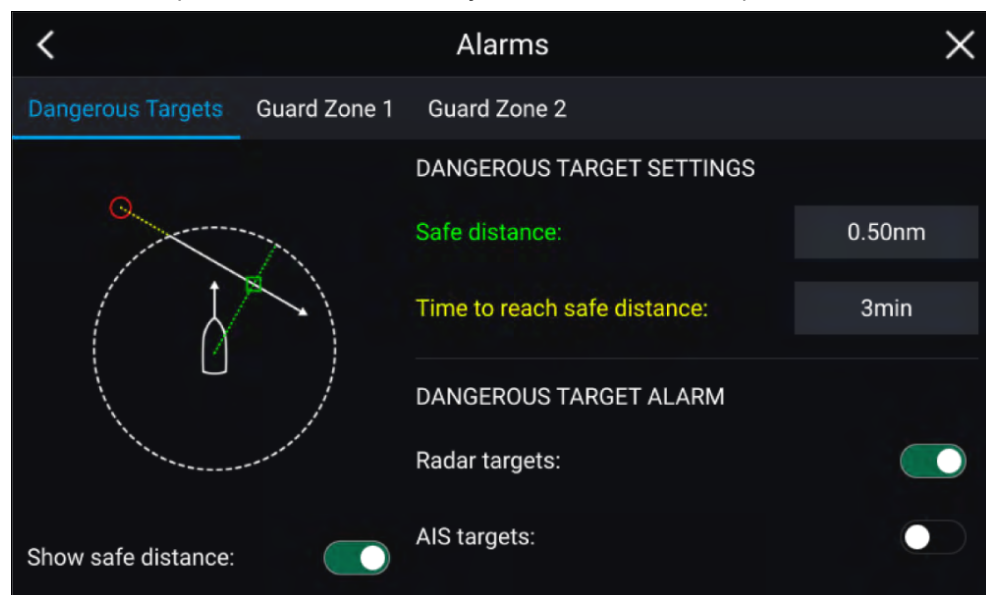 Alarms
Dangerous Targets Guard Zone 1 Guard Zone 2
DANGEROUS TARGET SETTINGS
Safe distance: 0.50nm
Time to reach safe distance: 3min
DANGEROUS TARGET ALARM
Radar targets:
AIS targets:
Show safe distance: